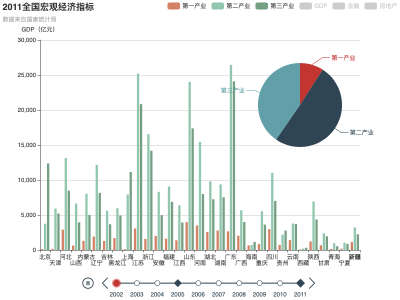 2011全国宏观经济指标
数据来自国家统计局
第一产业 第二产业 第三产业 GDP 金融 房地产
GDP（亿元）
30,000
25,000
20,000
15,000
10,000
5,000
0
第一产业
第三产业
第二产业
北京 河北 内蒙古 吉林 上海 浙江 福建 山东 湖北 广东 海南 四川 云南 陕西 青海 新疆
天津 山西 辽宁 黑龙江 江苏 安徽 江西 河南 湖南 广西 重庆 贵州 西藏 甘肃 宁夏
2002 2003 2004 2005 2006 2007 2008 2009 2010 2011